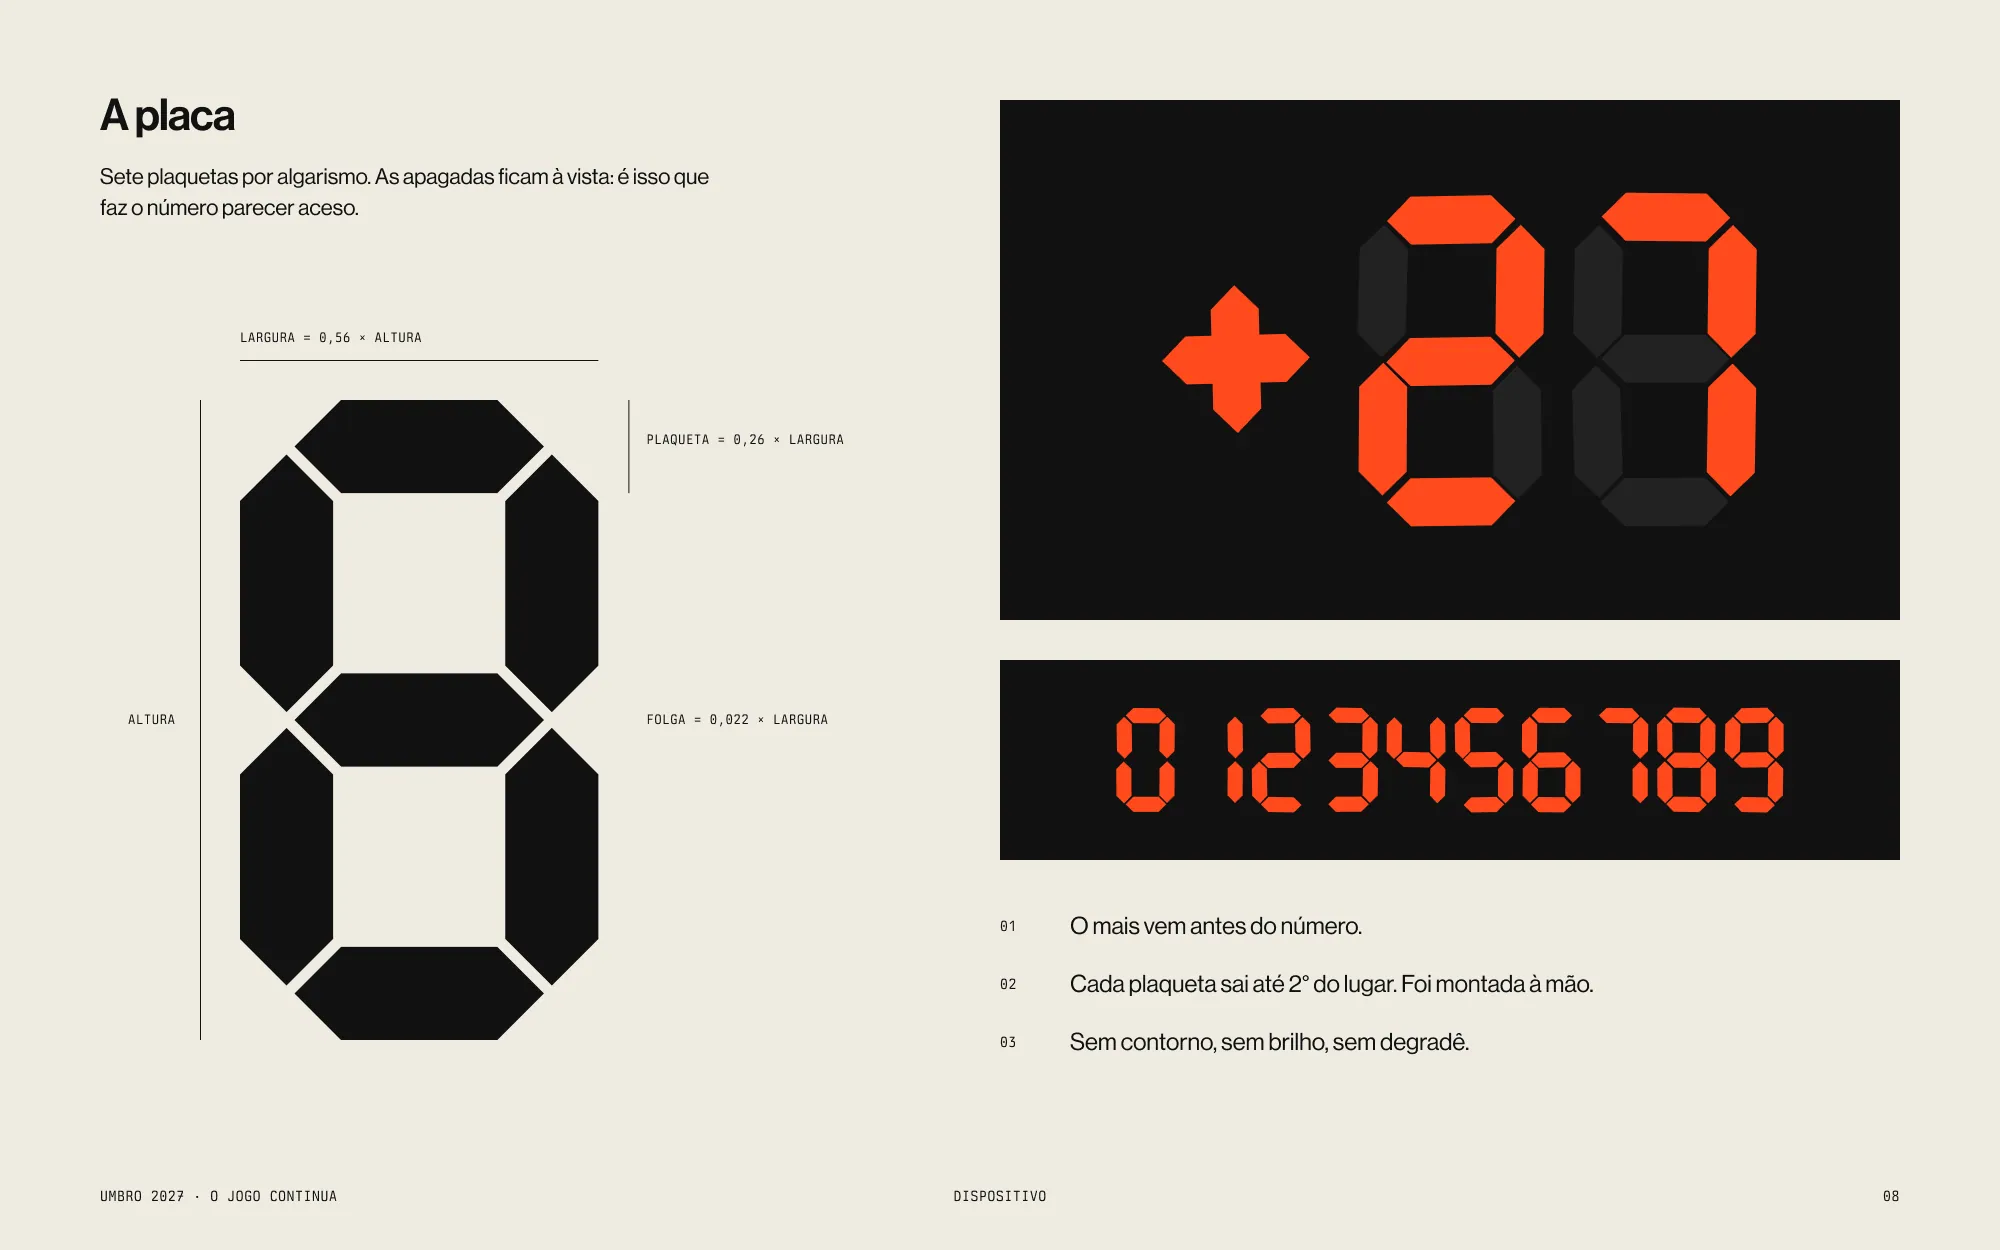 A placa
Sete plaquetas por algarismo. As apagadas ficam à vista: é isso que
faz o número parecer aceso.
LARGURA = 0,56 × ALTURA
PLAQUETA = 0,26 × LARGURA
ALTURA
FOLGA = 0,022 × LARGURA
+27
0123456789
01 O mais vem antes do número.
02 Cada plaqueta sai até 2° do lugar. Foi montada à mão.
03 Sem contorno, sem brilho, sem degradê.
UMBRO 2027 · O JOGO CONTINUA
DISPOSITIVO
08